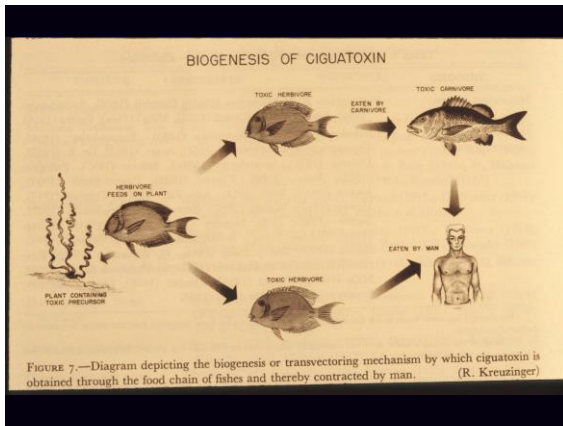 BIOGENESIS OF CIGUATOXIN
TOXIC HERBIVORE
EATEN BY
CARNIVORE
TOXIC CARNIVORE
HERBIVORE
FEEDS ON PLANT
EATEN BY MAN
PLANT CONTAINING
TOXIC PRECURSOR
TOXIC HERBIVORE
FIGURE 7.—Diagram depicting the biogenesis or transvectoring mechanism by which ciguatoxin is
obtained through the food chain of fishes and thereby contracted by man. (R. Kreuzinger)